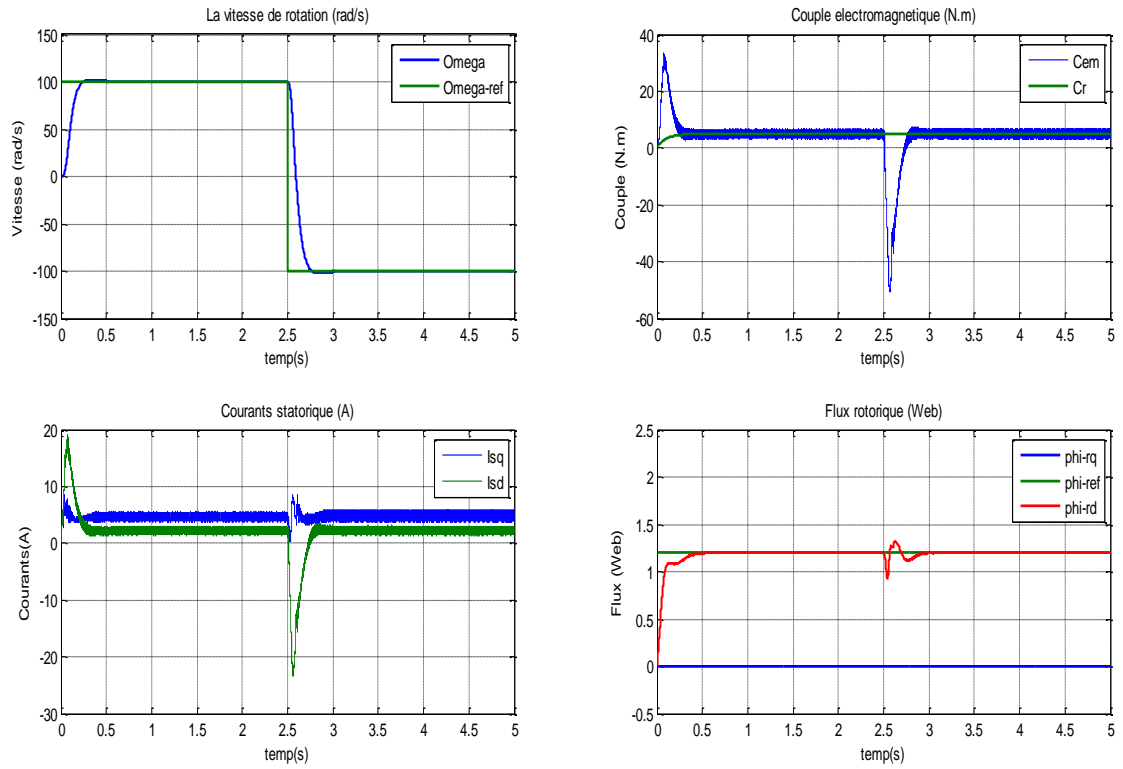 La vitesse de rotation (rad/s)
150
100
50
0
-50
-100
-150
Vitesse (rad/s)
Omega
Omega-ref
0 0.5 1 1.5 2 2.5 3 3.5 4 4.5 5
temp(s)
Couple electromagnetique (N.m)
40
20
0
-20
-40
-60
Couple (N.m)
Cem
Cr
0 0.5 1 1.5 2 2.5 3 3.5 4 4.5 5
temp(s)
Courants statorique (A)
20
10
0
-10
-20
-30
Courants(A)
Isq
Isd
0 0.5 1 1.5 2 2.5 3 3.5 4 4.5 5
temp(s)
Flux rotorique (Web)
2.5
2
1.5
1
0.5
0
-0.5
Flux (Web)
phi-rq
phi-ref
phi-rd
0 0.5 1 1.5 2 2.5 3 3.5 4 4.5 5
temp(s)